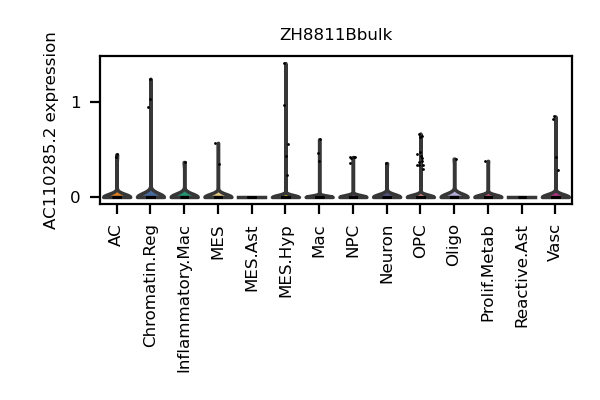 ZH8811Bbulk
AC110285.2 expression
1
0
AC
Chromatin.Reg
Inflammatory.Mac
MES
MES.Ast
MES.Hyp
Mac
NPC
Neuron
OPC
Oligo
Prolif.Metab
Reactive.Ast
Vasc